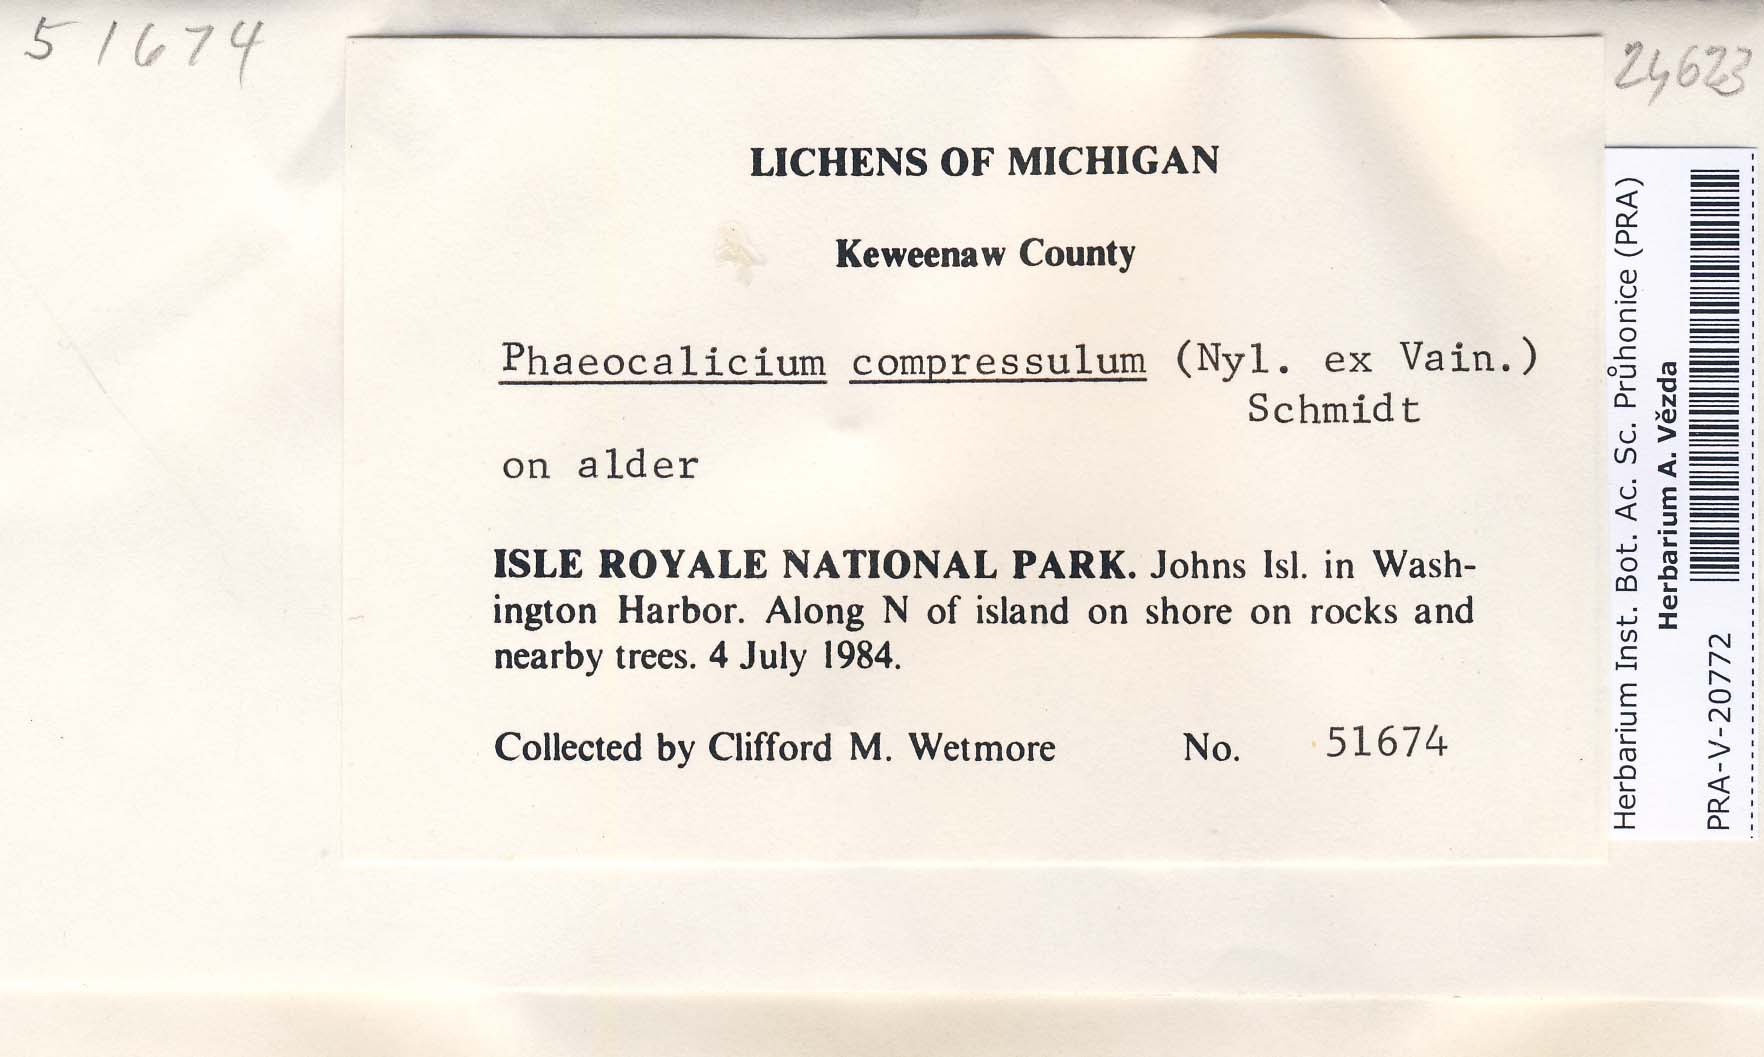 51674
24623
LICHENS OF MICHIGAN
Keweenaw County
Phaeocalicium compressulum (Nyl. ex Vain.)
Schmidt
on alder
ISLE ROYALE NATIONAL PARK. Johns Isl. in Wash-
ington Harbor. Along N of island on shore on rocks and
nearby trees. 4 July 1984.
Collected by Clifford M. Wetmore No. 51674
Herbarium Inst. Bot. Ac. Sc. Průhonice (PRA)
Herbarium A. Vězda
PRA-V-20772